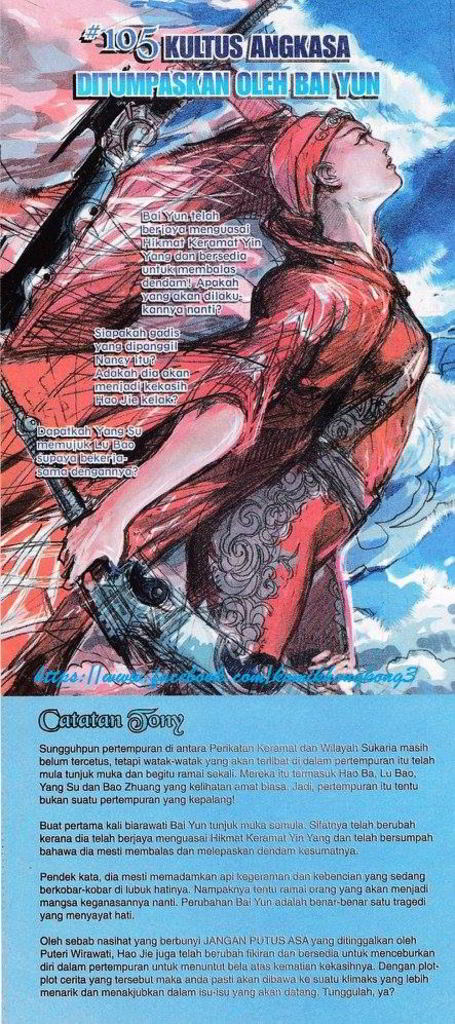 #105 KULTUS ANGKASA
DITUMPASKAN OLEH BAI YUN
Bai Yun telah
berjaya menguasai
Hikmat Keramat Yin
Yang dan bersedia
untuk membalas
dendam! Apakah
yang akan dilaku-
kannya nanti?
Siapakah gadis
yang dipanggil
Nancy itu?
Adakah dia akan
menjadi kekasih
Hao Jie kelak?
Dapatkah Yang Su
memujuk Lu Bao
supaya bekerja-
sama dengannya?
https://www.facebook.com/komikhongkong3
Catatan Tony
Sungguhpun pertempuran di antara Perikatan Keramat dan Wilayah Sukaria masih
belum tercetus, tetapi watak-watak yang akan terlibat di dalam pertempuran itu telah
mula tunjuk muka dan begitu ramai sekali. Mereka itu termasuk Hao Ba, Lu Bao,
Yang Su dan Bao Zhuang yang kelihatan amat biasa. Jadi, pertempuran itu tentu
bukan suatu pertempuran yang kepalang!
Buat pertama kali biarawati Bai Yun tunjuk muka sumula. Sifatnya telah berubah
kerana dia telah berjaya menguasai Hikmat Keramat Yin Yang dan telah bersumpah
bahawa dia mesti membalas dan melepaskan dendam kesumatnya.
Pendek kata, dia mesti memadamkan api kegeraman dan kebencian yang sedang
berkobar-kobar di lubuk hatinya. Nampaknya tentu ramai orang yang akan menjadi
mangsa keganasannya nanti. Perubahan Bai Yun adalah benar-benar satu tragedi
yang menyayat hati.
Oleh sebab nasihat yang berbunyi JANGAN PUTUS ASA yang ditinggalkan oleh
Puteri Wirawati, Hao Jie juga telah berubah fikiran dan bersedia untuk menceburkan
diri dalam pertempuran untuk menuntut bela atas kematian kekasihnya. Dengan plot-
plot cerita yang tersebut maka anda pasti akan dibawa ke suatu klimaks yang lebih
menarik dan menakjubkan dalam isu-isu yang akan datang. Tunggulah, ya?